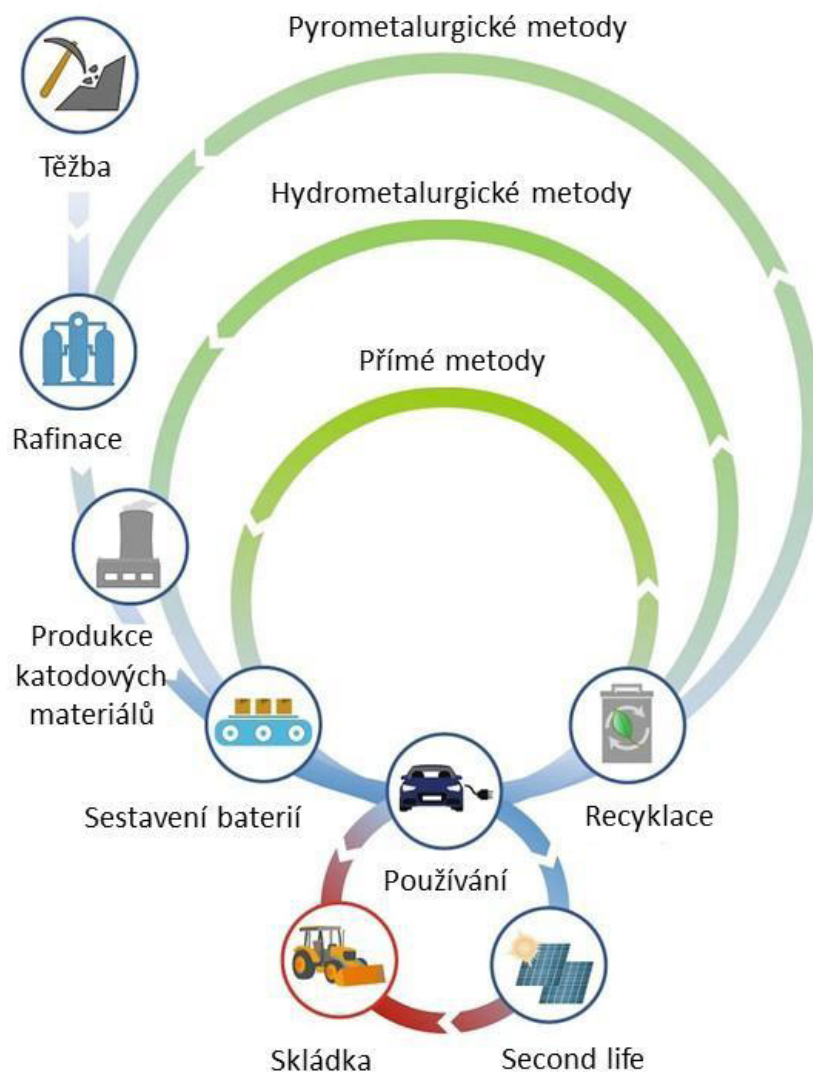 Pyrometalurgické metody
Těžba
Hydrometalurgické metody
Přímé metody
Rafinace
Produkce
katodových
materiálů
Sestavení baterií
Recyklace
Používání
Skládka
Second life